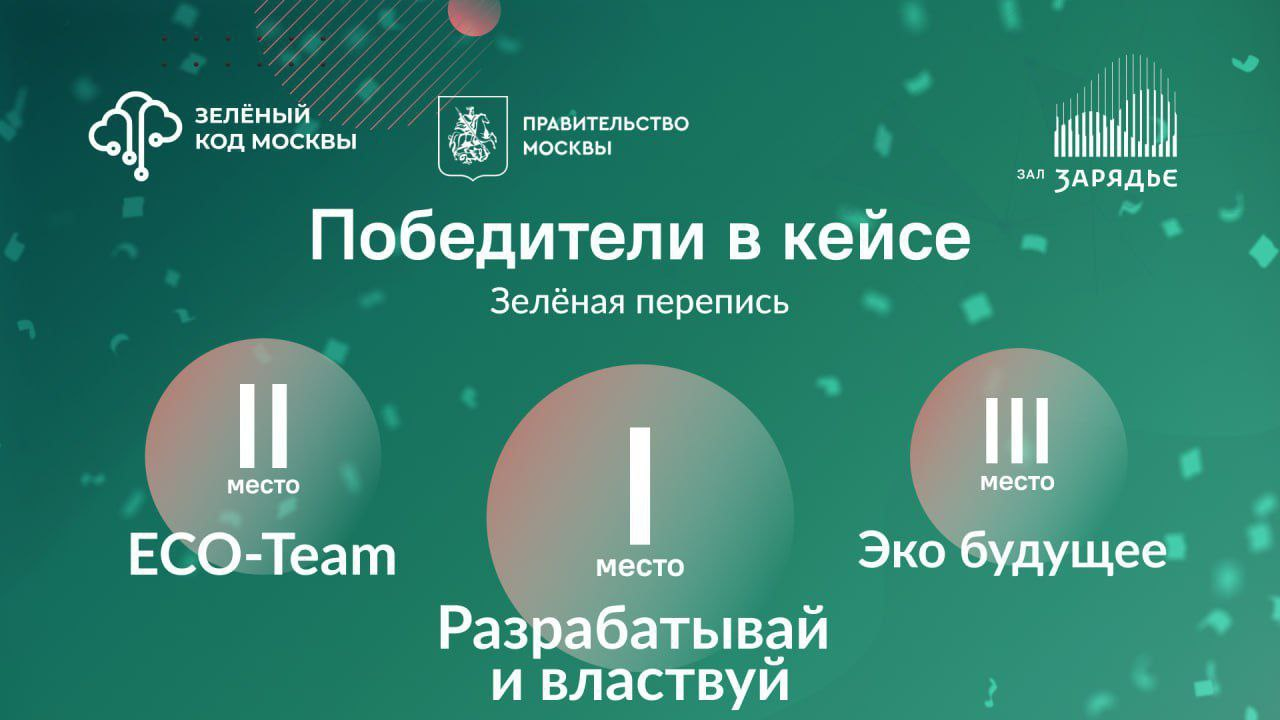 ЗЕЛЁНЫЙ
КОД МОСКВЫ
ПРАВИТЕЛЬСТВО
МОСКВЫ
ЗАЛ ЗАРЯДЬЕ
Победители в кейсе
Зелёная перепись
II
место
ECO-Team
I
место
Разрабатывай
и властвуй
III
место
Эко будущее